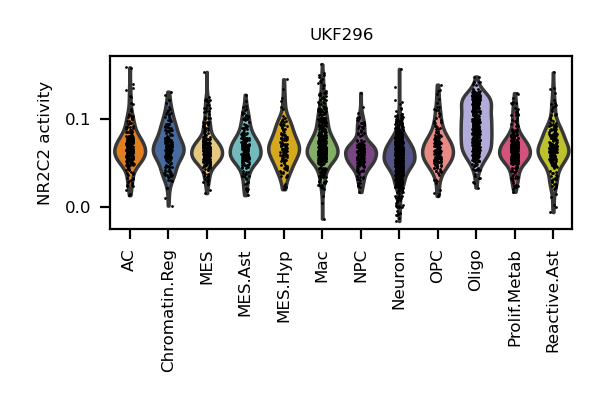 UKF296
NR2C2 activity
0.1
0.0
AC
Chromatin.Reg
MES
MES.Ast
MES.Hyp
Mac
NPC
Neuron
OPC
Oligo
Prolif.Metab
Reactive.Ast